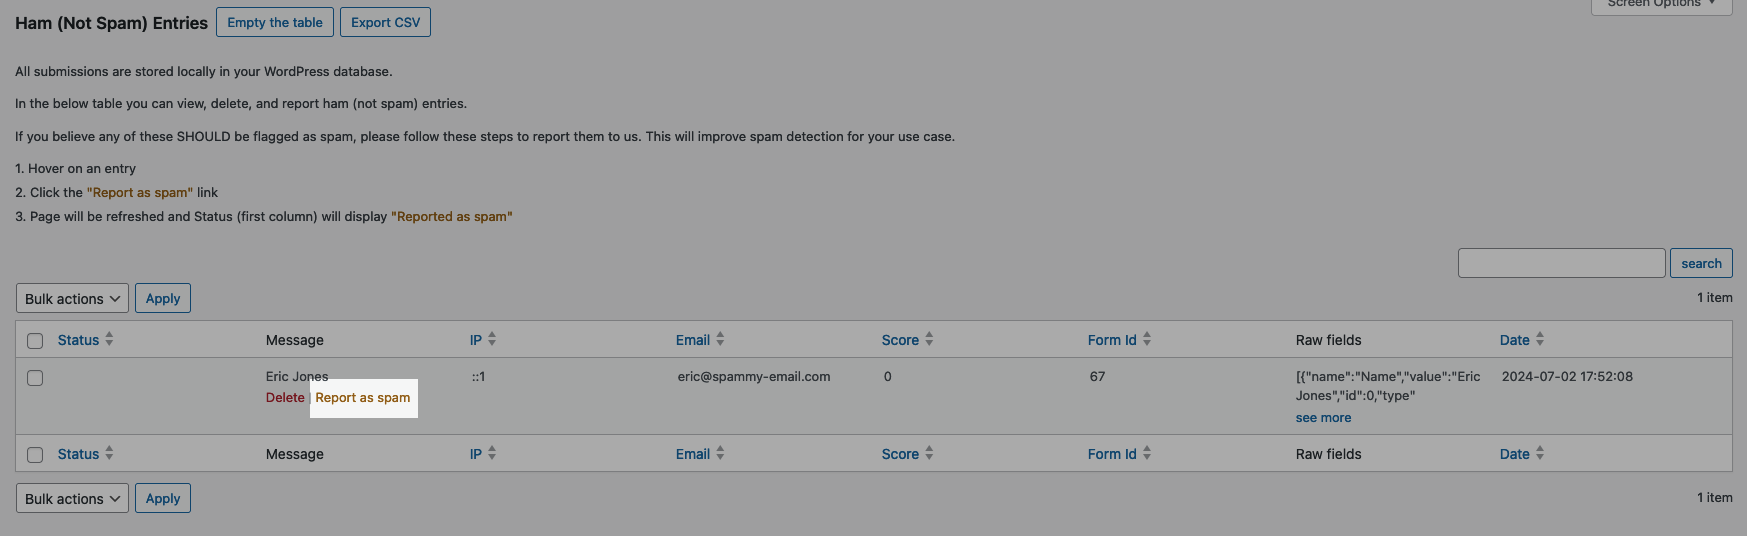 Screen Options
Ham (Not Spam) Entries Empty the table Export CSV
All submissions are stored locally in your WordPress database.
In the below table you can view, delete, and report ham (not spam) entries.
If you believe any of these SHOULD be flagged as spam, please follow these steps to report them to us. This will improve spam detection for your use case.
1. Hover on an entry
2. Click the "Report as spam" link
3. Page will be refreshed and Status (first column) will display "Reported as spam"
search
Bulk actions Apply 1 item
Status Message IP Email Score Form Id Raw fields Date
Eric Jones ::1 eric@spammy-email.com 0 67 [{"name":"Name","value":"Eric 2024-07-02 17:52:08
Delete | Report as spam Jones","id":0,"type"
see more
Status Message IP Email Score Form Id Raw fields Date
Bulk actions Apply 1 item